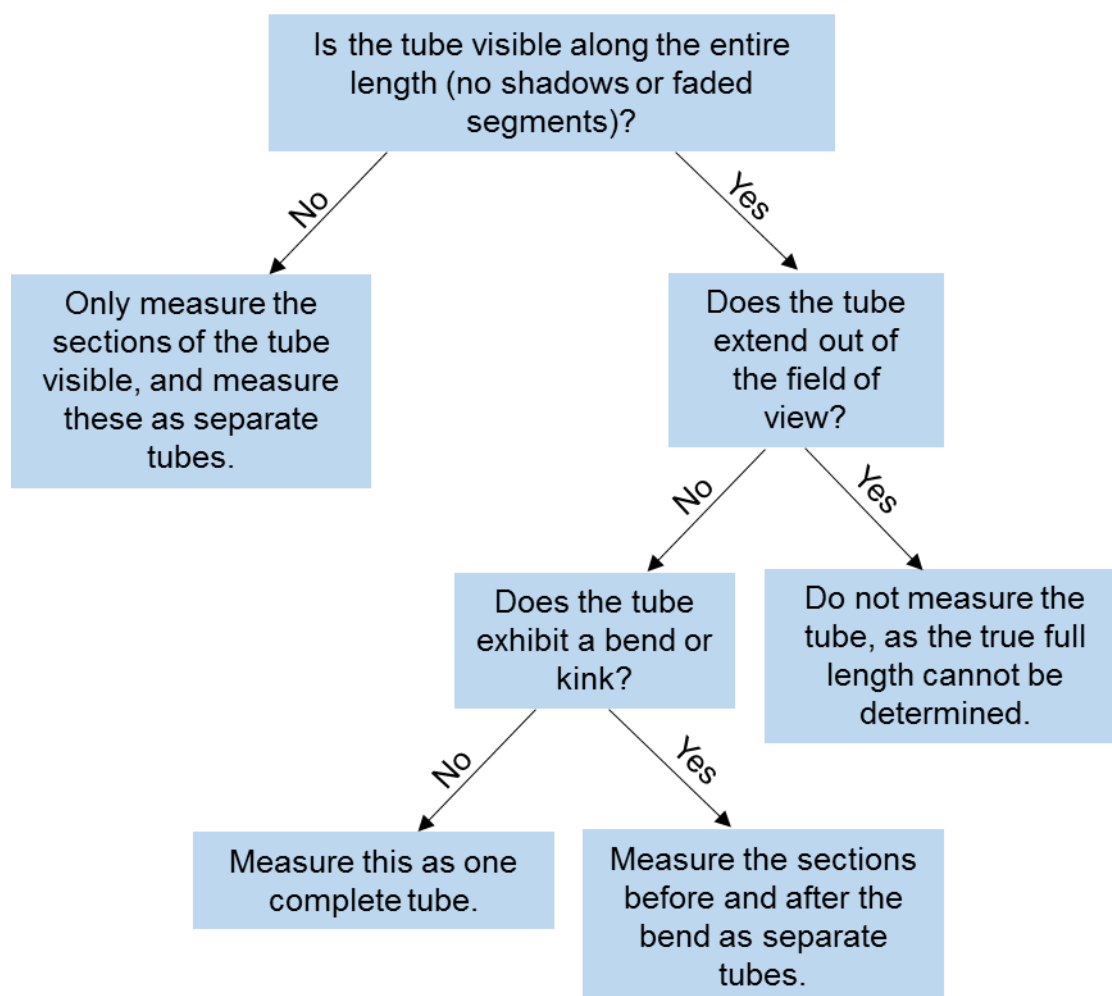 Is the tube visible along the entire
length (no shadows or faded
segments)?
No
Yes
Only measure the
sections of the tube
visible, and measure
these as separate
tubes.
Does the tube
extend out of
the field of
view?
No
Yes
Does the tube
exhibit a bend or
kink?
Do not measure the
tube, as the true full
length cannot be
determined.
No
Yes
Measure this as one
complete tube.
Measure the sections
before and after the
bend as separate
tubes.